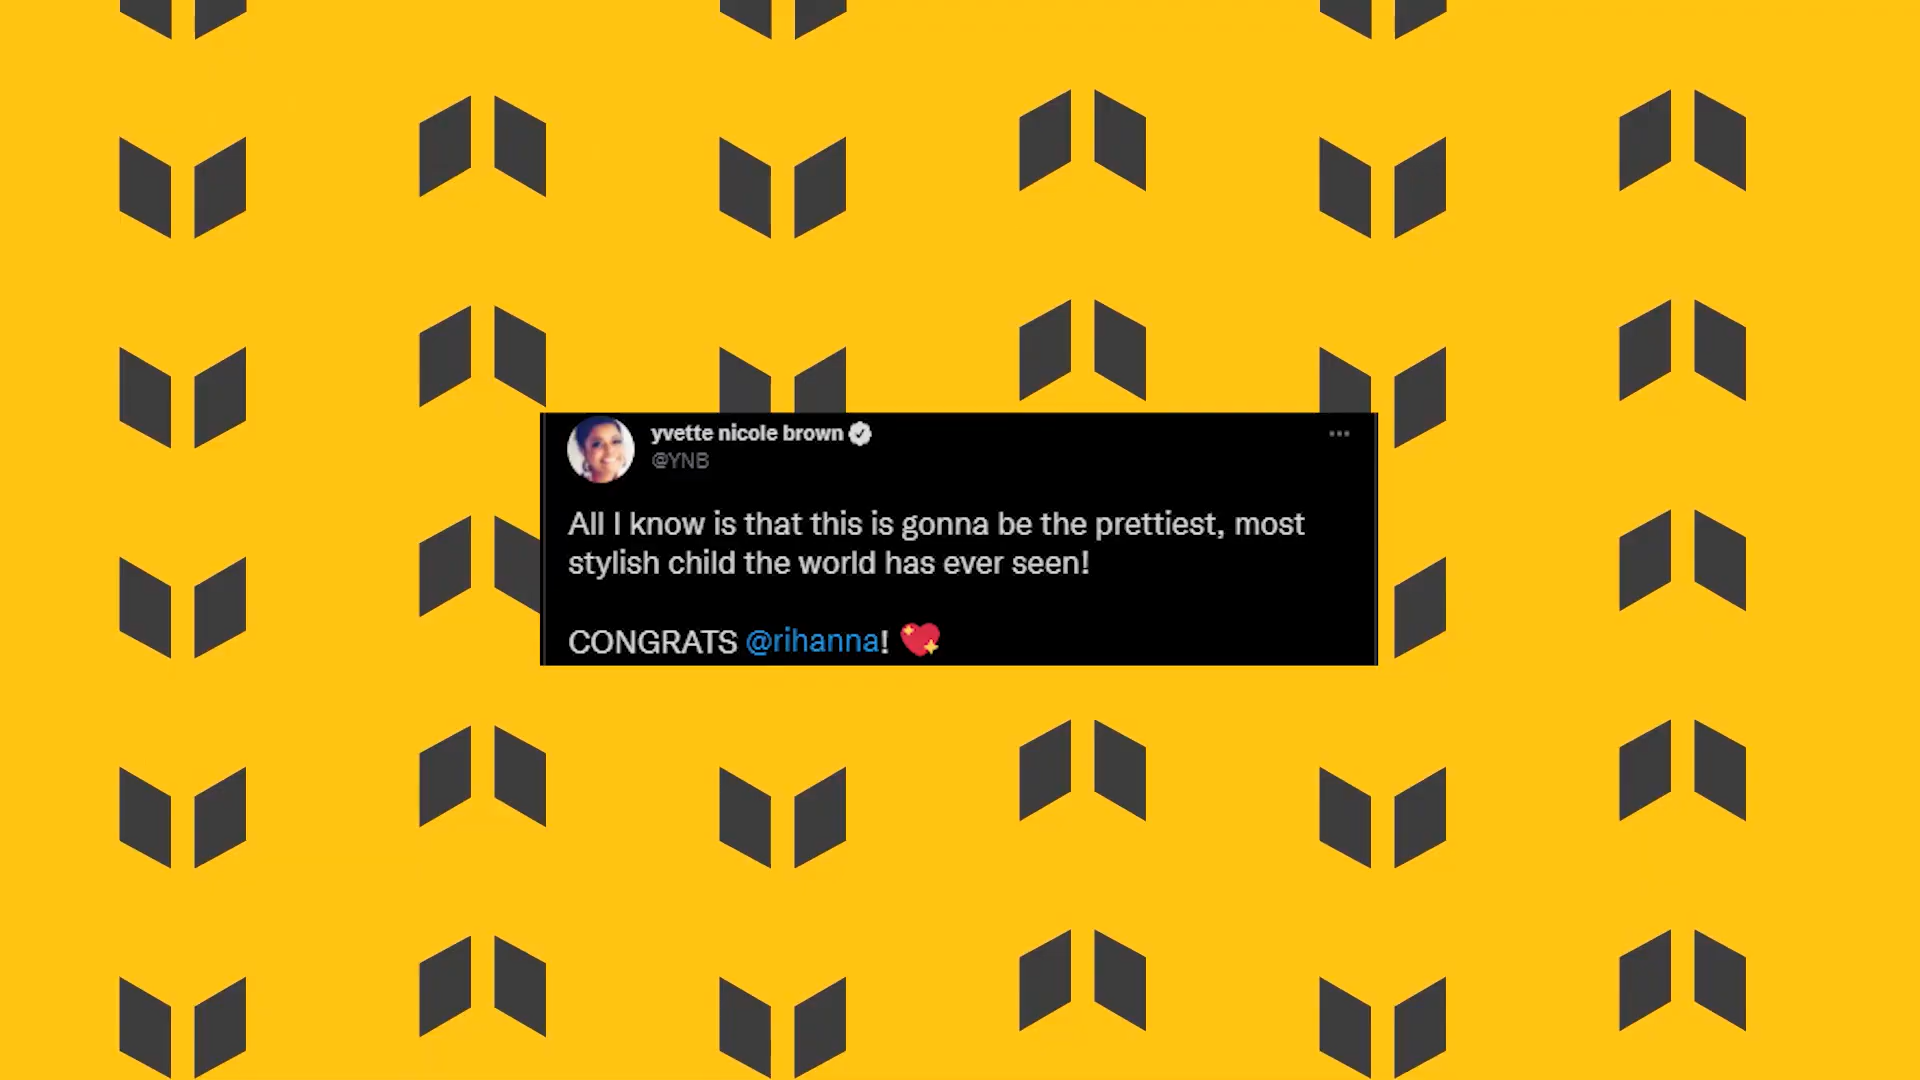 yvette nicole brown
@YNB
All I know is that this is gonna be the prettiest, most
stylish child the world has ever seen!
CONGRATS @rihanna! 💖